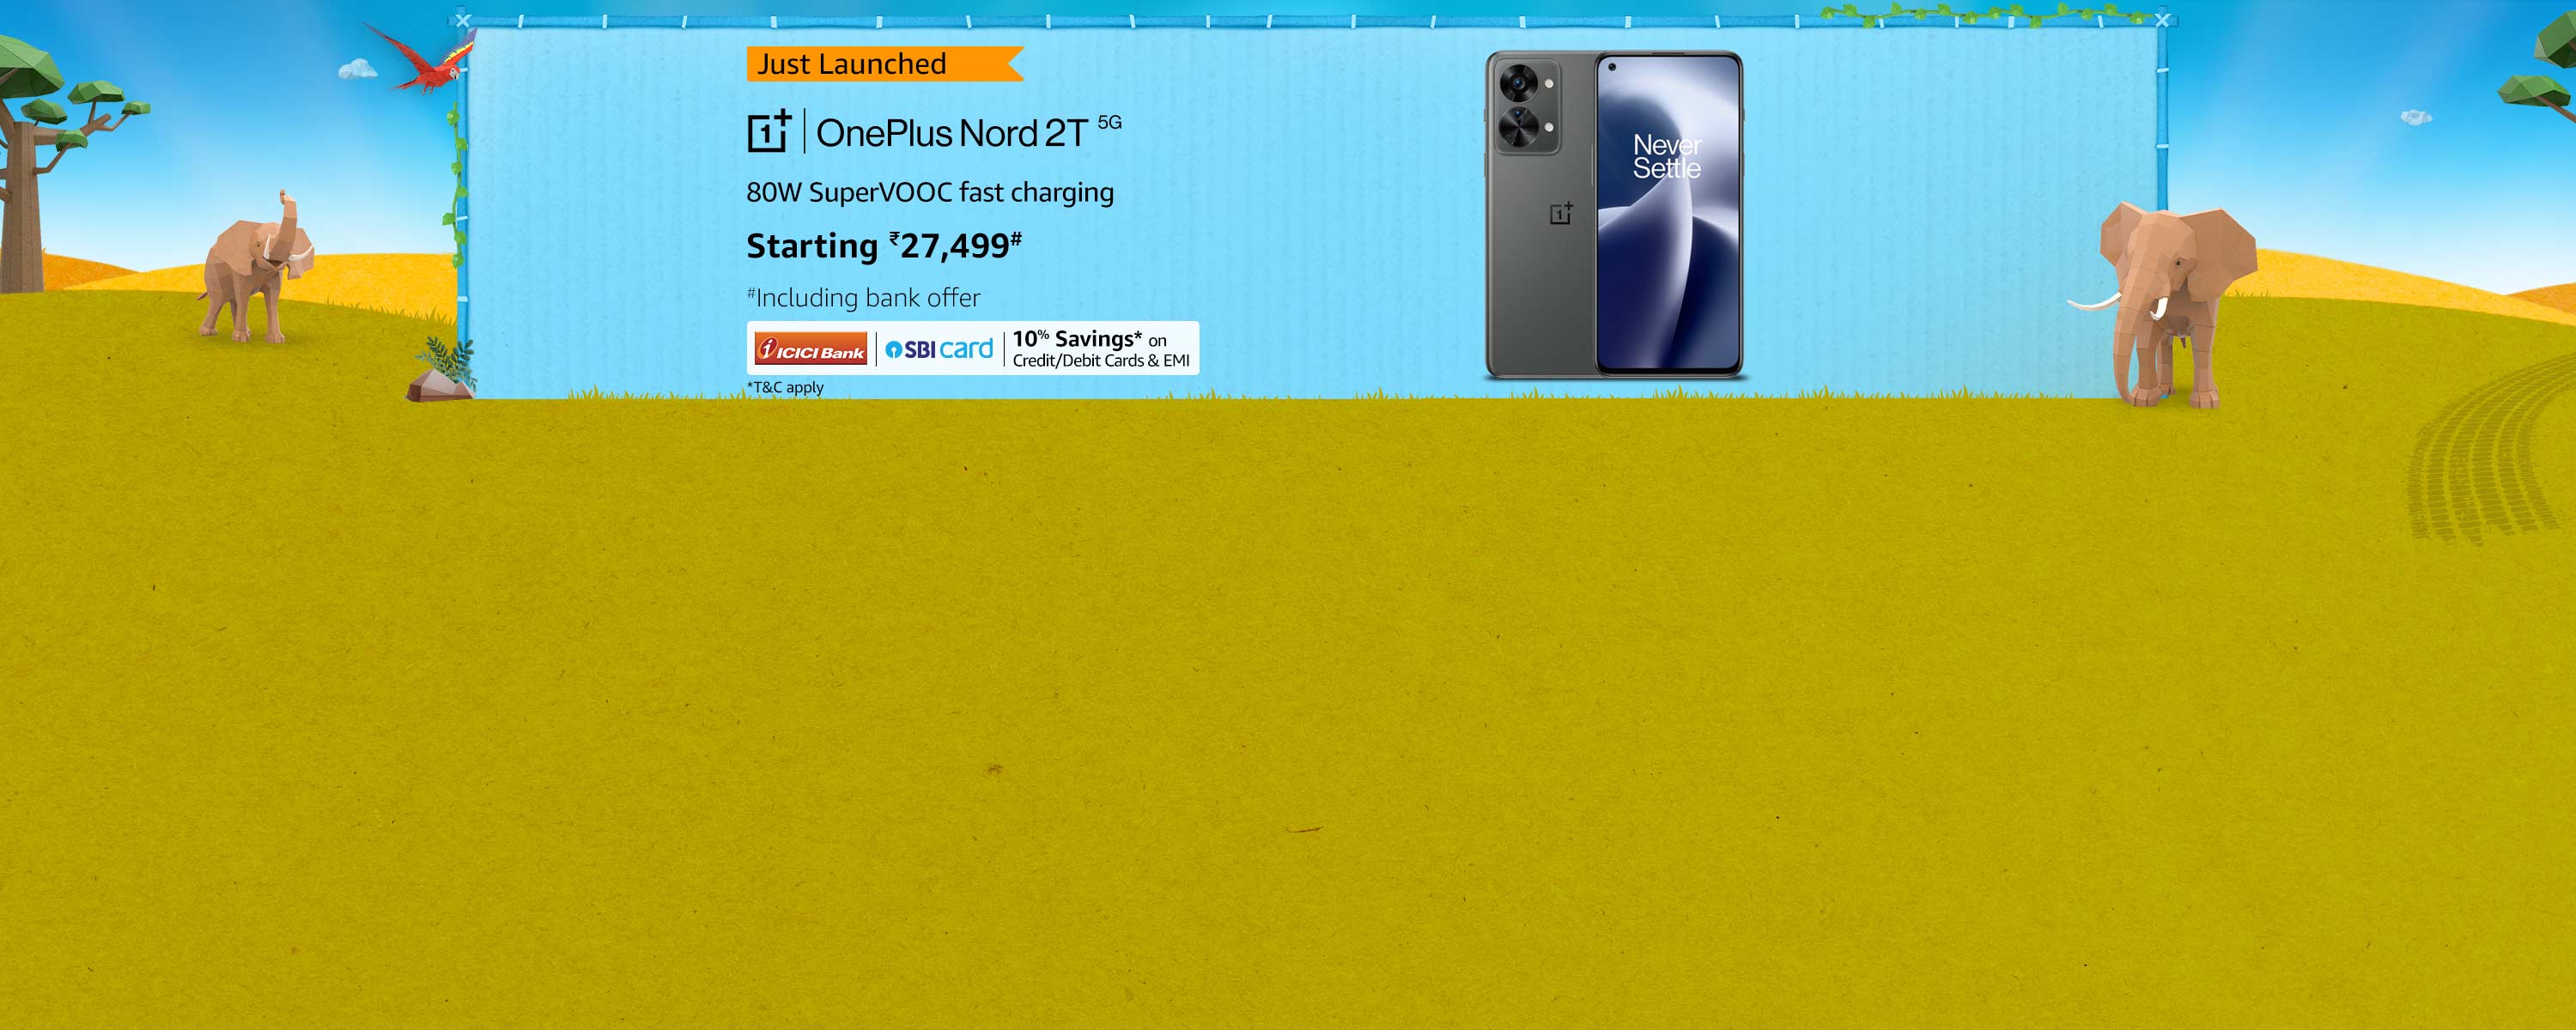 Just Launched
1+ | OnePlus Nord 2T 5G
80W SuperVOOC fast charging
Starting ₹27,499#
#Including bank offer
i ICICI Bank | SBI card | 10% Savings* on
Credit/Debit Cards & EMI
*T&C apply
Never
Settle
1+